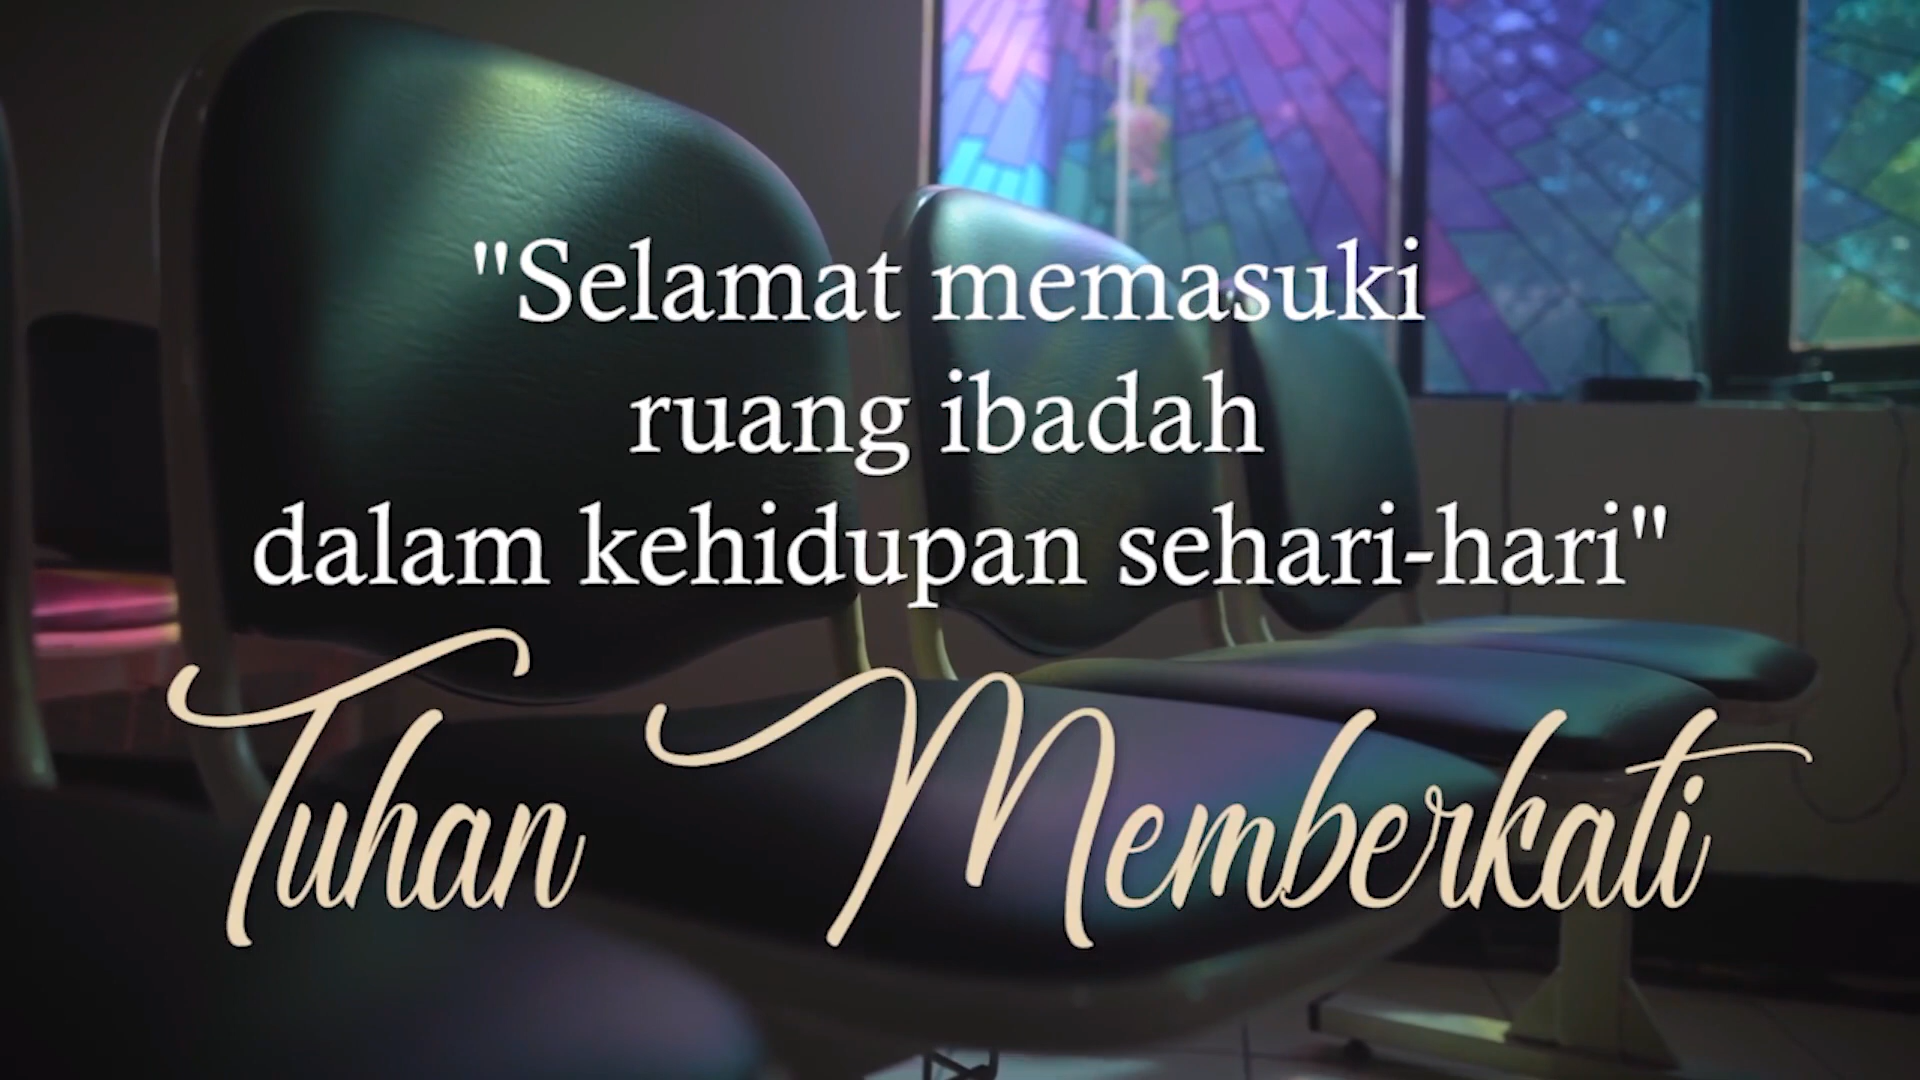 "Selamat memasuki
ruang ibadah
dalam kehidupan sehari-hari"
Tuhan Memberkati